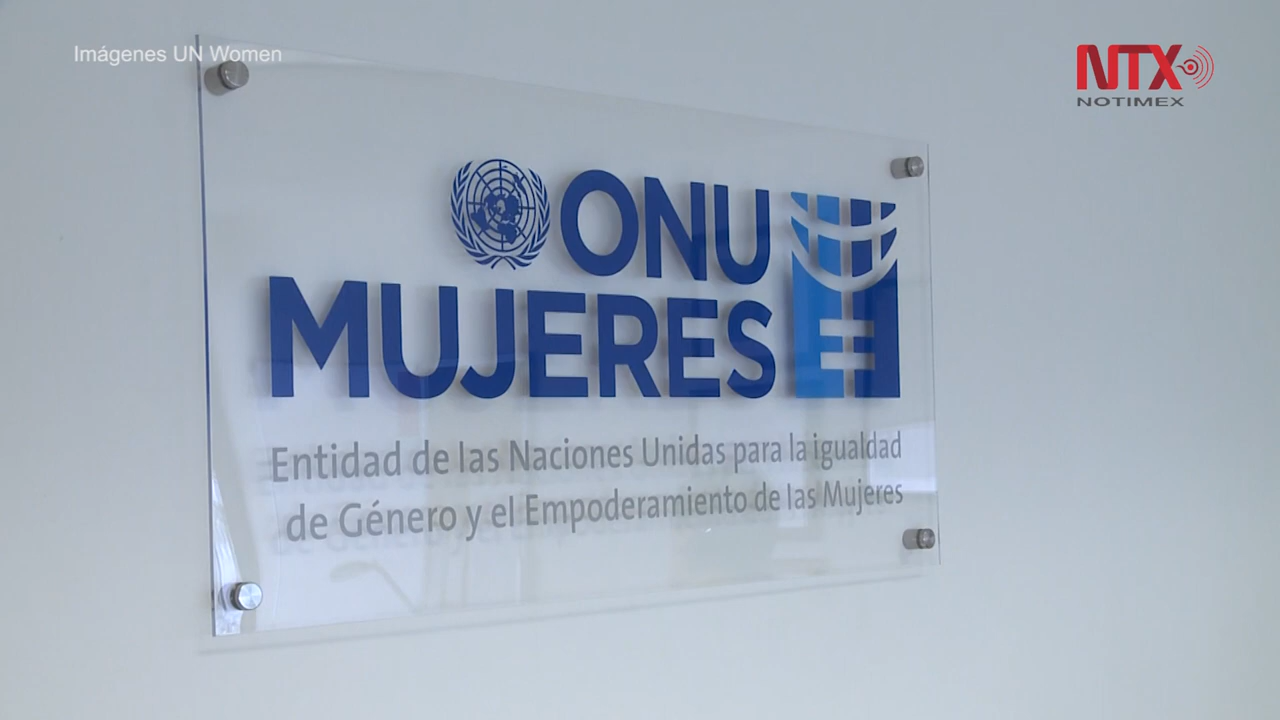 Imágenes UN Women
NTX
NOTIMEX
ONU
MUJERES
Entidad de las Naciones Unidas para la igualdad
de Género y el Empoderamiento de las Mujeres